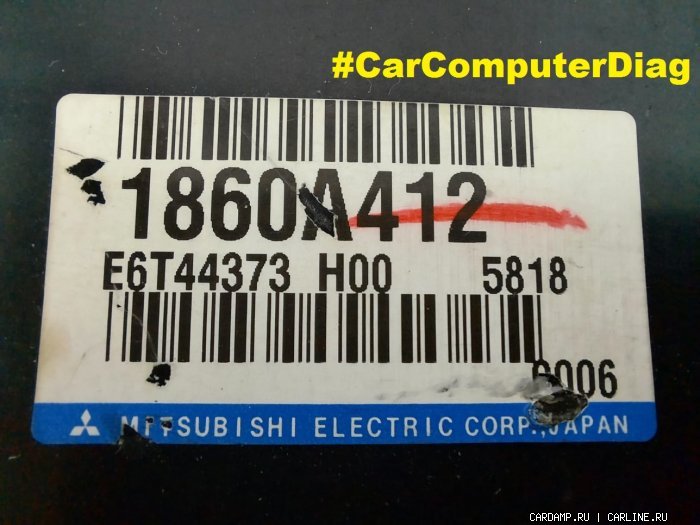 #CarComputerDiag
1860A412
E6T44373 H00 5818
0006
MITSUBISHI ELECTRIC CORP., JAPAN
CARDAMP.RU | CARLINE.RU